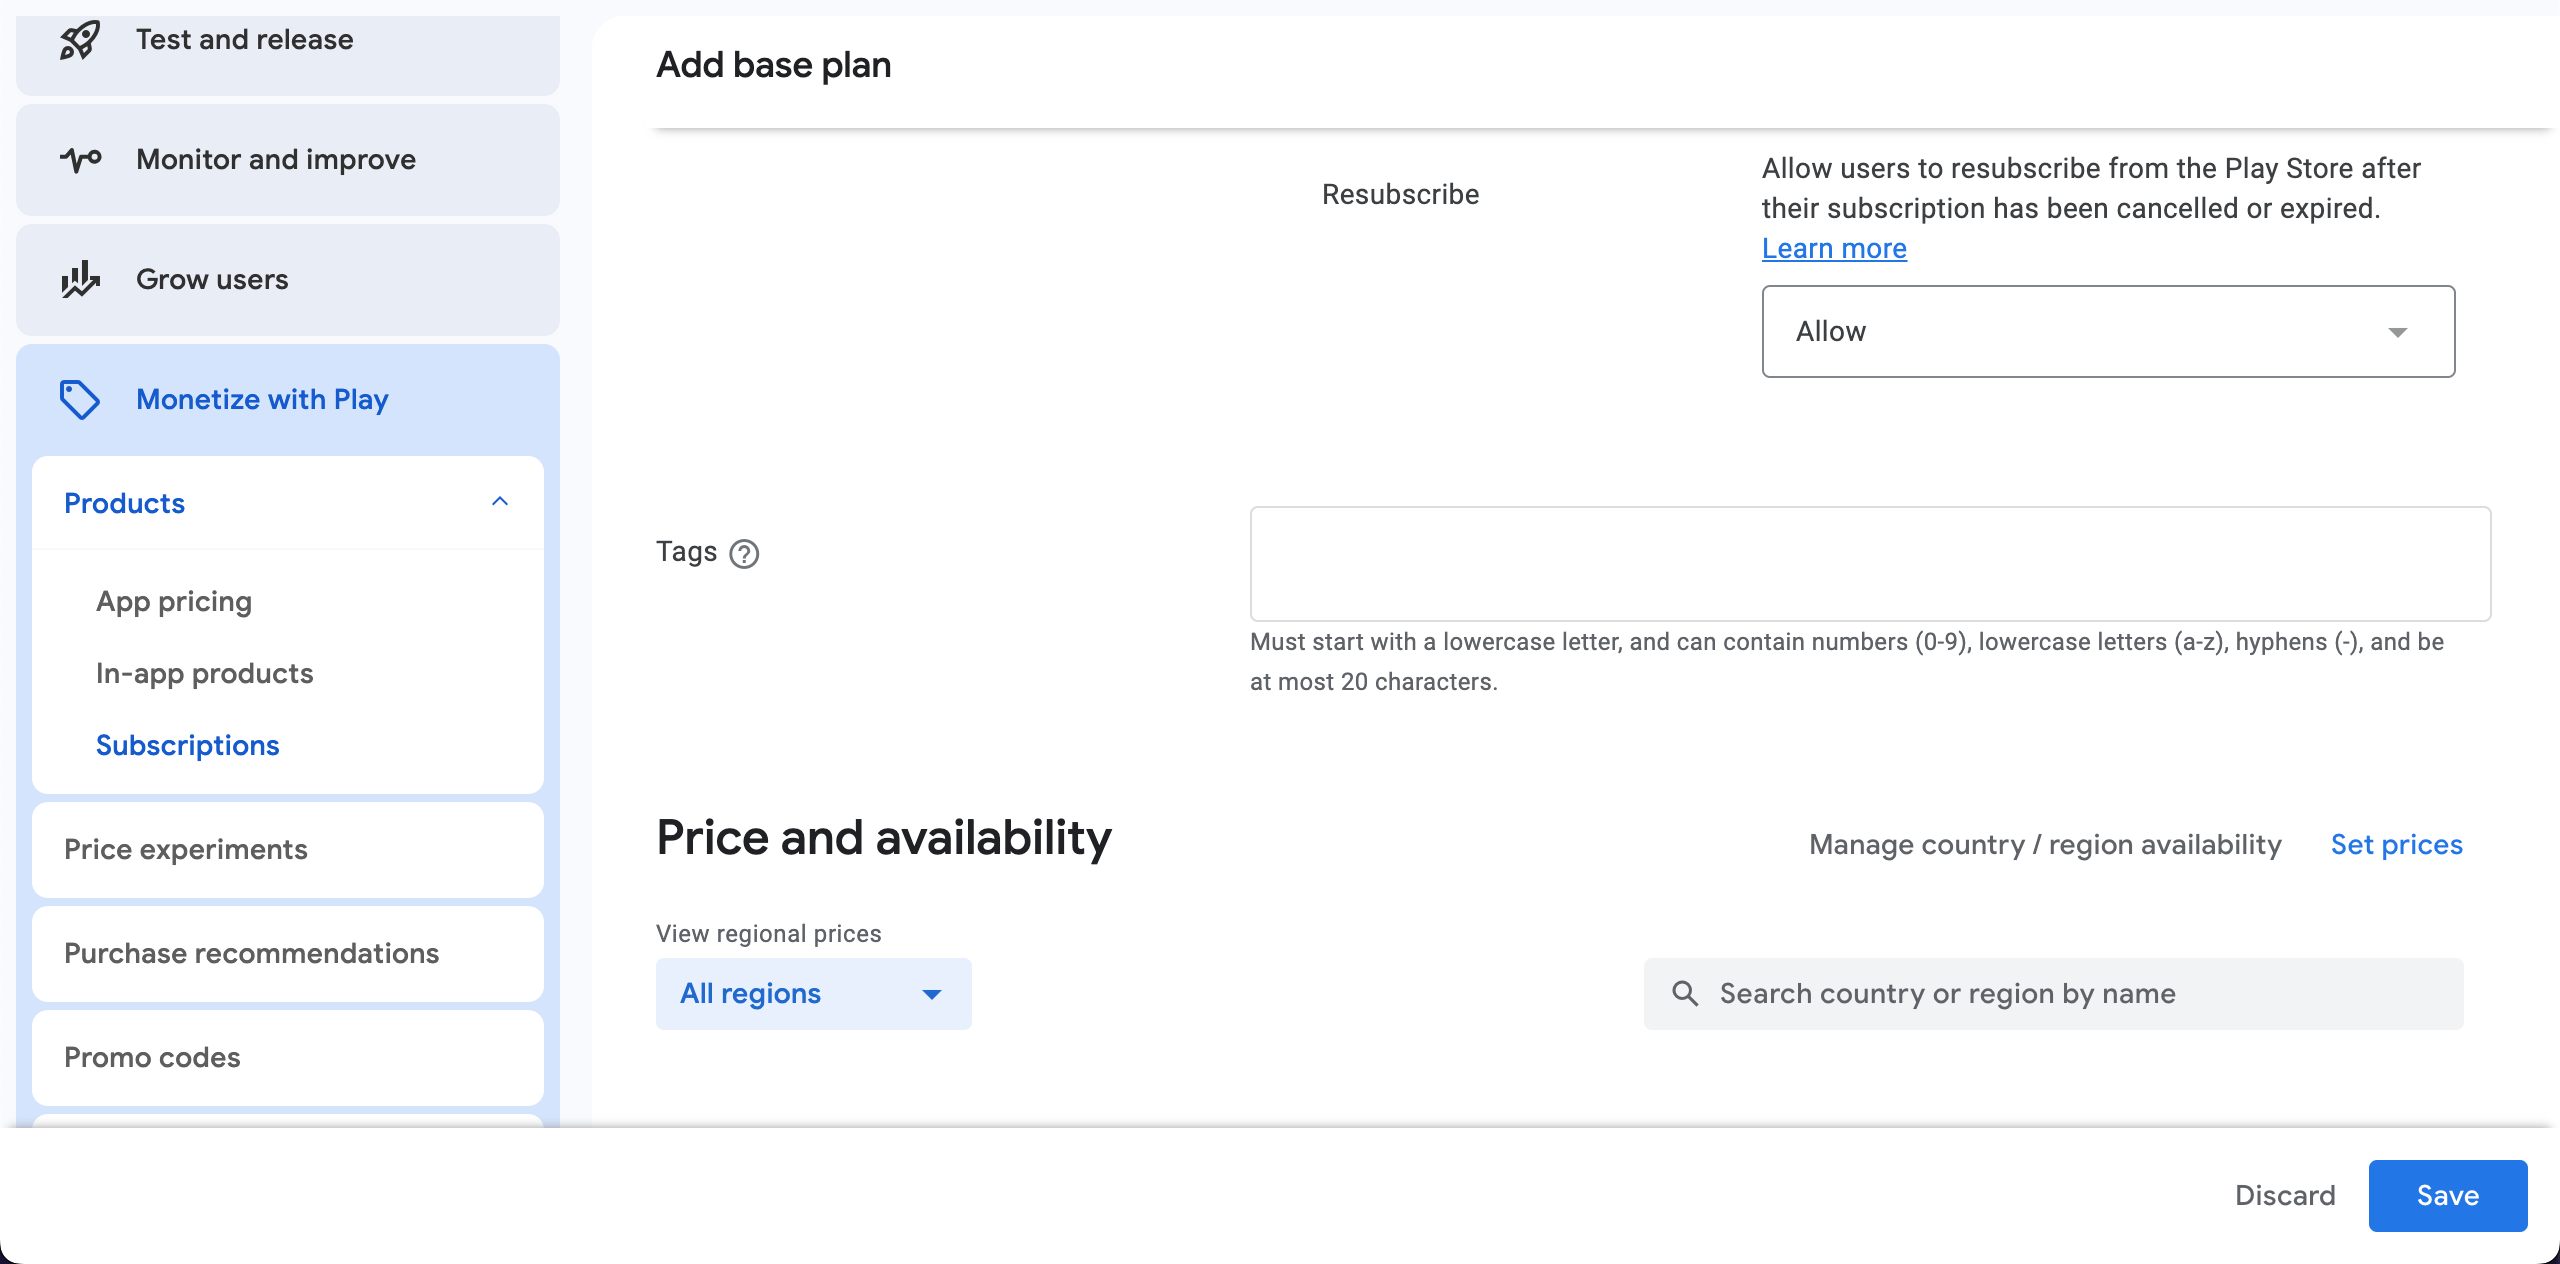 Test and release
Monitor and improve
Grow users
Monetize with Play
Products
App pricing
In-app products
Subscriptions
Price experiments
Purchase recommendations
Promo codes
Add base plan
Resubscribe
Allow users to resubscribe from the Play Store after
their subscription has been cancelled or expired.
Learn more
Allow
Tags
Must start with a lowercase letter, and can contain numbers (0-9), lowercase letters (a-z), hyphens (-), and be
at most 20 characters.
Price and availability
Manage country / region availability
Set prices
View regional prices
All regions
Search country or region by name
Discard
Save